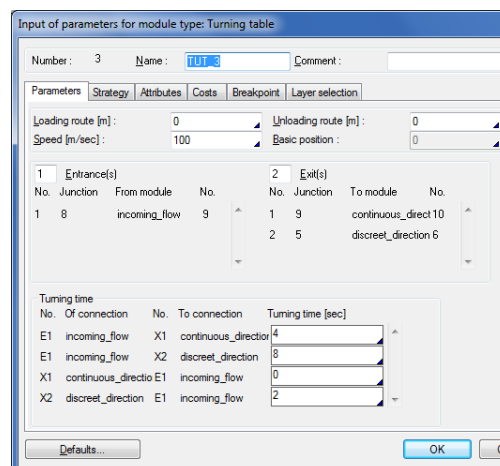 Input of parameters for module type: Turning table
Number : 3 Name : TUT_3 Comment :
Parameters Strategy Attributes Costs Breakpoint Layer selection
Loading route [m] : 0 Unloading route [m] : 0
Speed [m/sec] : 100 Basic position : 0
1 Entrance(s) 2 Exit(s)
No. Junction From module No. No. Junction To module No.
1 8 incoming_flow 9 1 9 continuous_direct 10
2 5 discreet_direction 6
Turning time
No. Of connection No. To connection Turning time [sec]
E1 incoming_flow X1 continuous_direction 4
E1 incoming_flow X2 discreet_direction 8
X1 continuous_directio E1 incoming_flow 0
X2 discreet_direction E1 incoming_flow 2
Defaults... OK